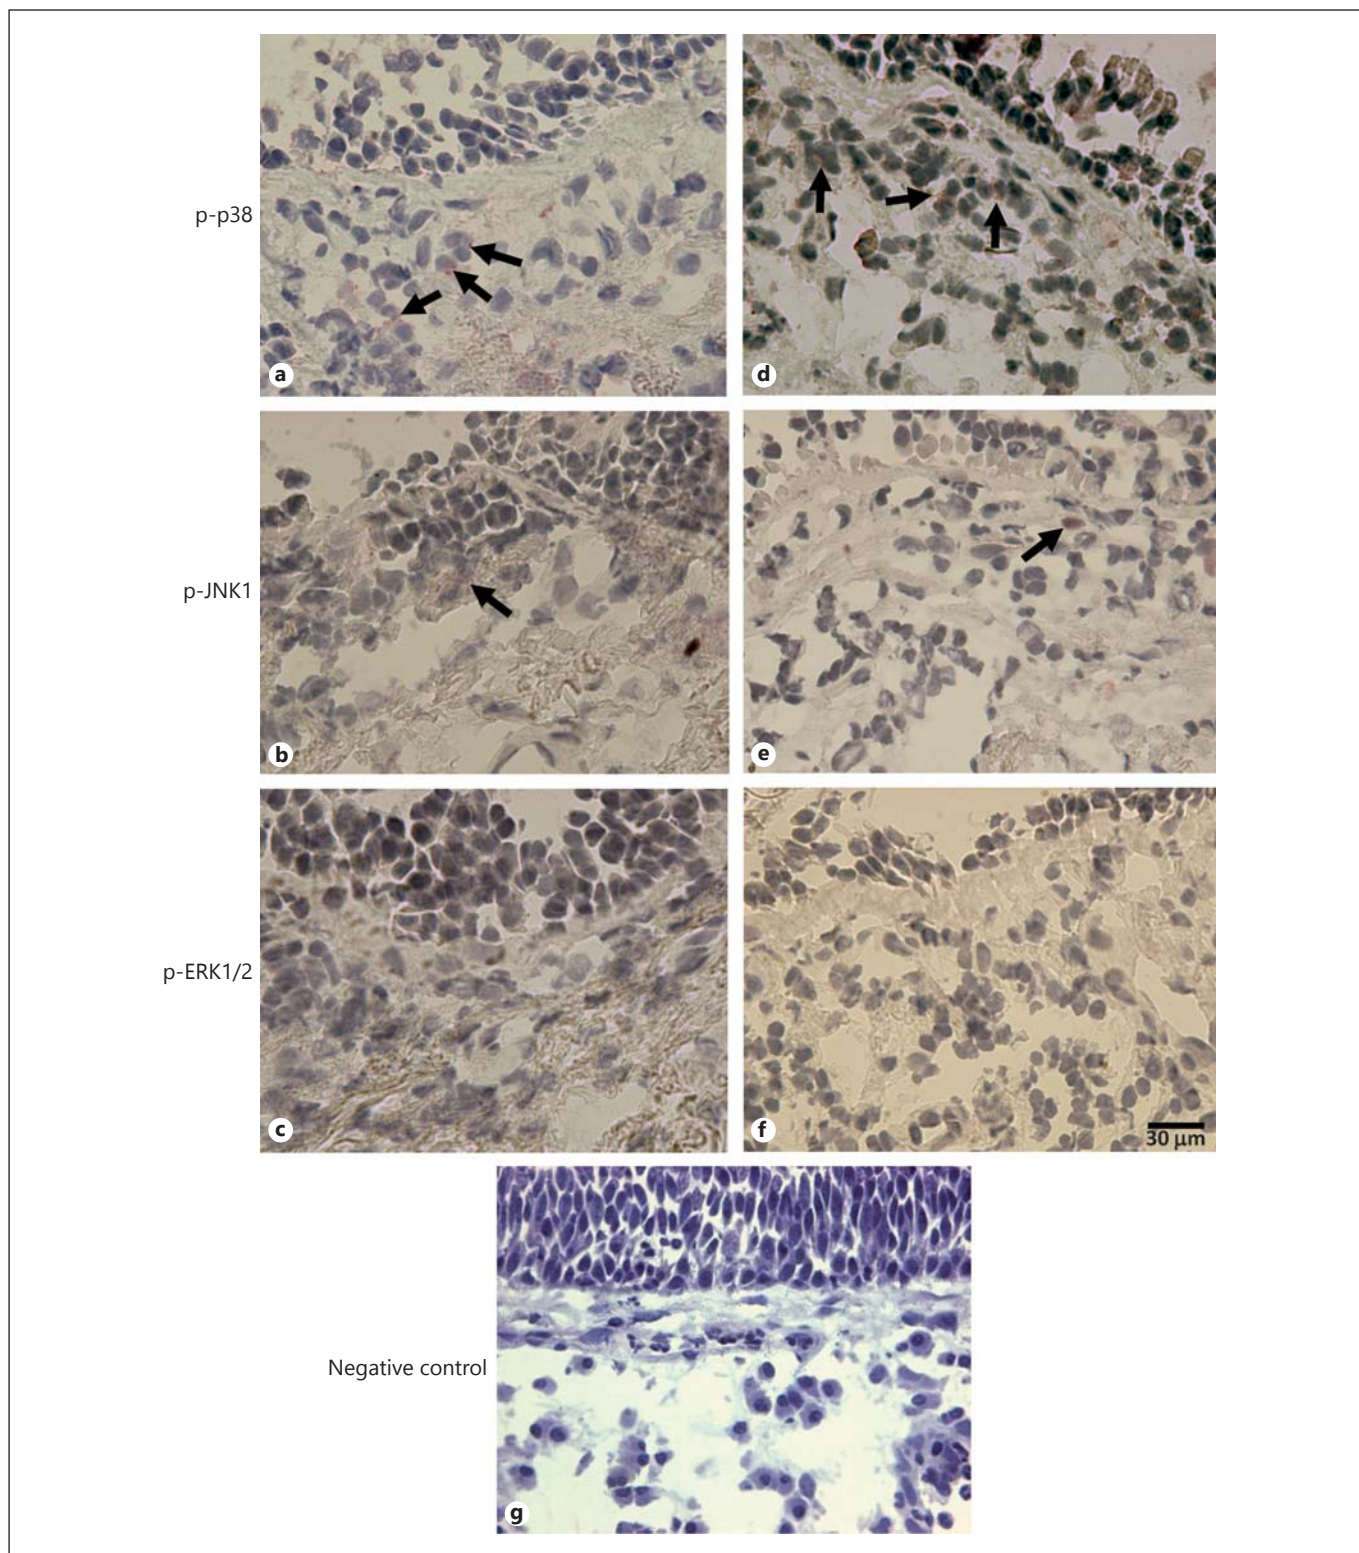 p-p38
a
d
p-JNK1
b
e
p-ERK1/2
c
f
30 μm
Negative control
g